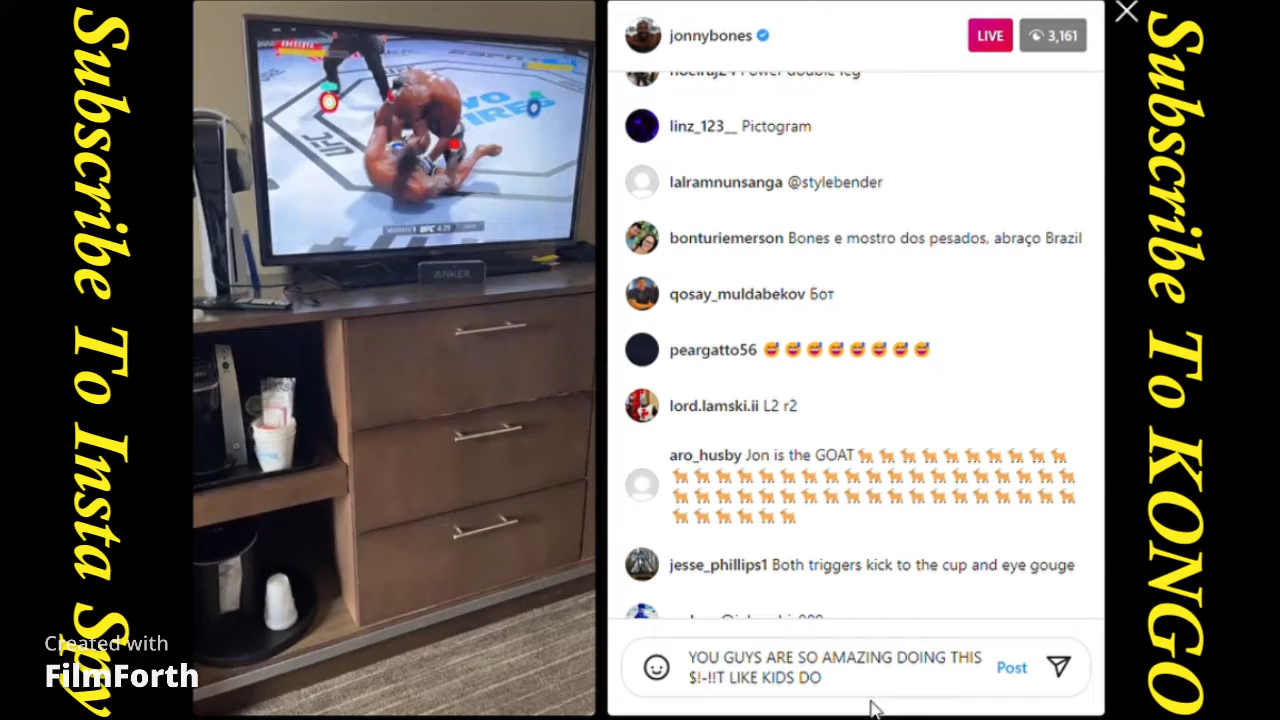 Subscribe To Insta Spy
Subscribe To KONGO
jonnybones
LIVE
3,161
linz_123__ Pictogram
lalramnunsanga @stylebender
bonturiemerson Bones e mostro dos pesados, abraço Brazil
qosay_muldabekov Бот
peargatto56 😅😅😅😅😅😅😅😅
lord.lamski.ii L2 r2
aro_husby Jon is the GOAT🐐🐐🐐🐐🐐🐐🐐🐐🐐🐐
🐐🐐🐐🐐🐐🐐🐐🐐🐐🐐🐐🐐🐐🐐🐐🐐🐐🐐🐐
🐐🐐🐐🐐🐐🐐🐐🐐🐐🐐🐐🐐🐐🐐🐐🐐🐐🐐🐐
🐐🐐🐐🐐🐐🐐
jesse_phillips1 Both triggers kick to the cup and eye gouge
YOU GUYS ARE SO AMAZING DOING THIS
$!-!!T LIKE KIDS DO
Post
ANKER
UFC
Created with
FilmForth